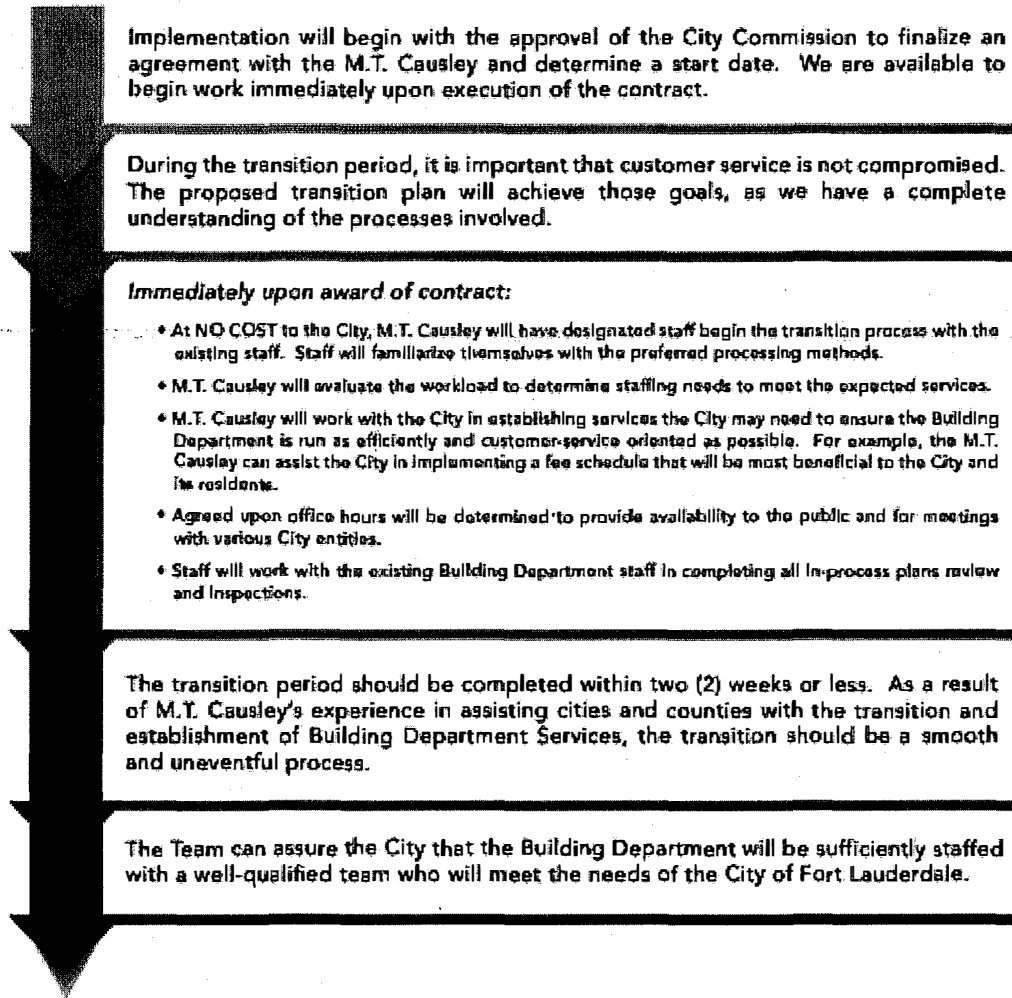 Implementation will begin with the approval of the City Commission to finalize an
agreement with the M.T. Causley and determine a start date. We are available to
begin work immediately upon execution of the contract.
During the transition period, it is important that customer service is not compromised.
The proposed transition plan will achieve those goals, as we have a complete
understanding of the processes involved.
Immediately upon award of contract:
• At NO COST to the City, M.T. Causley will have designated staff begin the transition process with the
existing staff. Staff will familiarize themselves with the preferred processing methods.
• M.T. Causley will evaluate the workload to determine staffing needs to meet the expected services.
• M.T. Causley will work with the City in establishing services the City may need to ensure the Building
Department is run as efficiently and customer-service oriented as possible. For example, the M.T.
Causley can assist the City in implementing a fee schedule that will be most beneficial to the City and
its residents.
• Agreed upon office hours will be determined to provide availability to the public and for meetings
with various City entities.
• Staff will work with the existing Building Department staff in completing all in-process plans review
and inspections.
The transition period should be completed within two (2) weeks or less. As a result
of M.T. Causley's experience in assisting cities and counties with the transition and
establishment of Building Department Services, the transition should be a smooth
and uneventful process.
The Team can assure the City that the Building Department will be sufficiently staffed
with a well-qualified team who will meet the needs of the City of Fort Lauderdale.